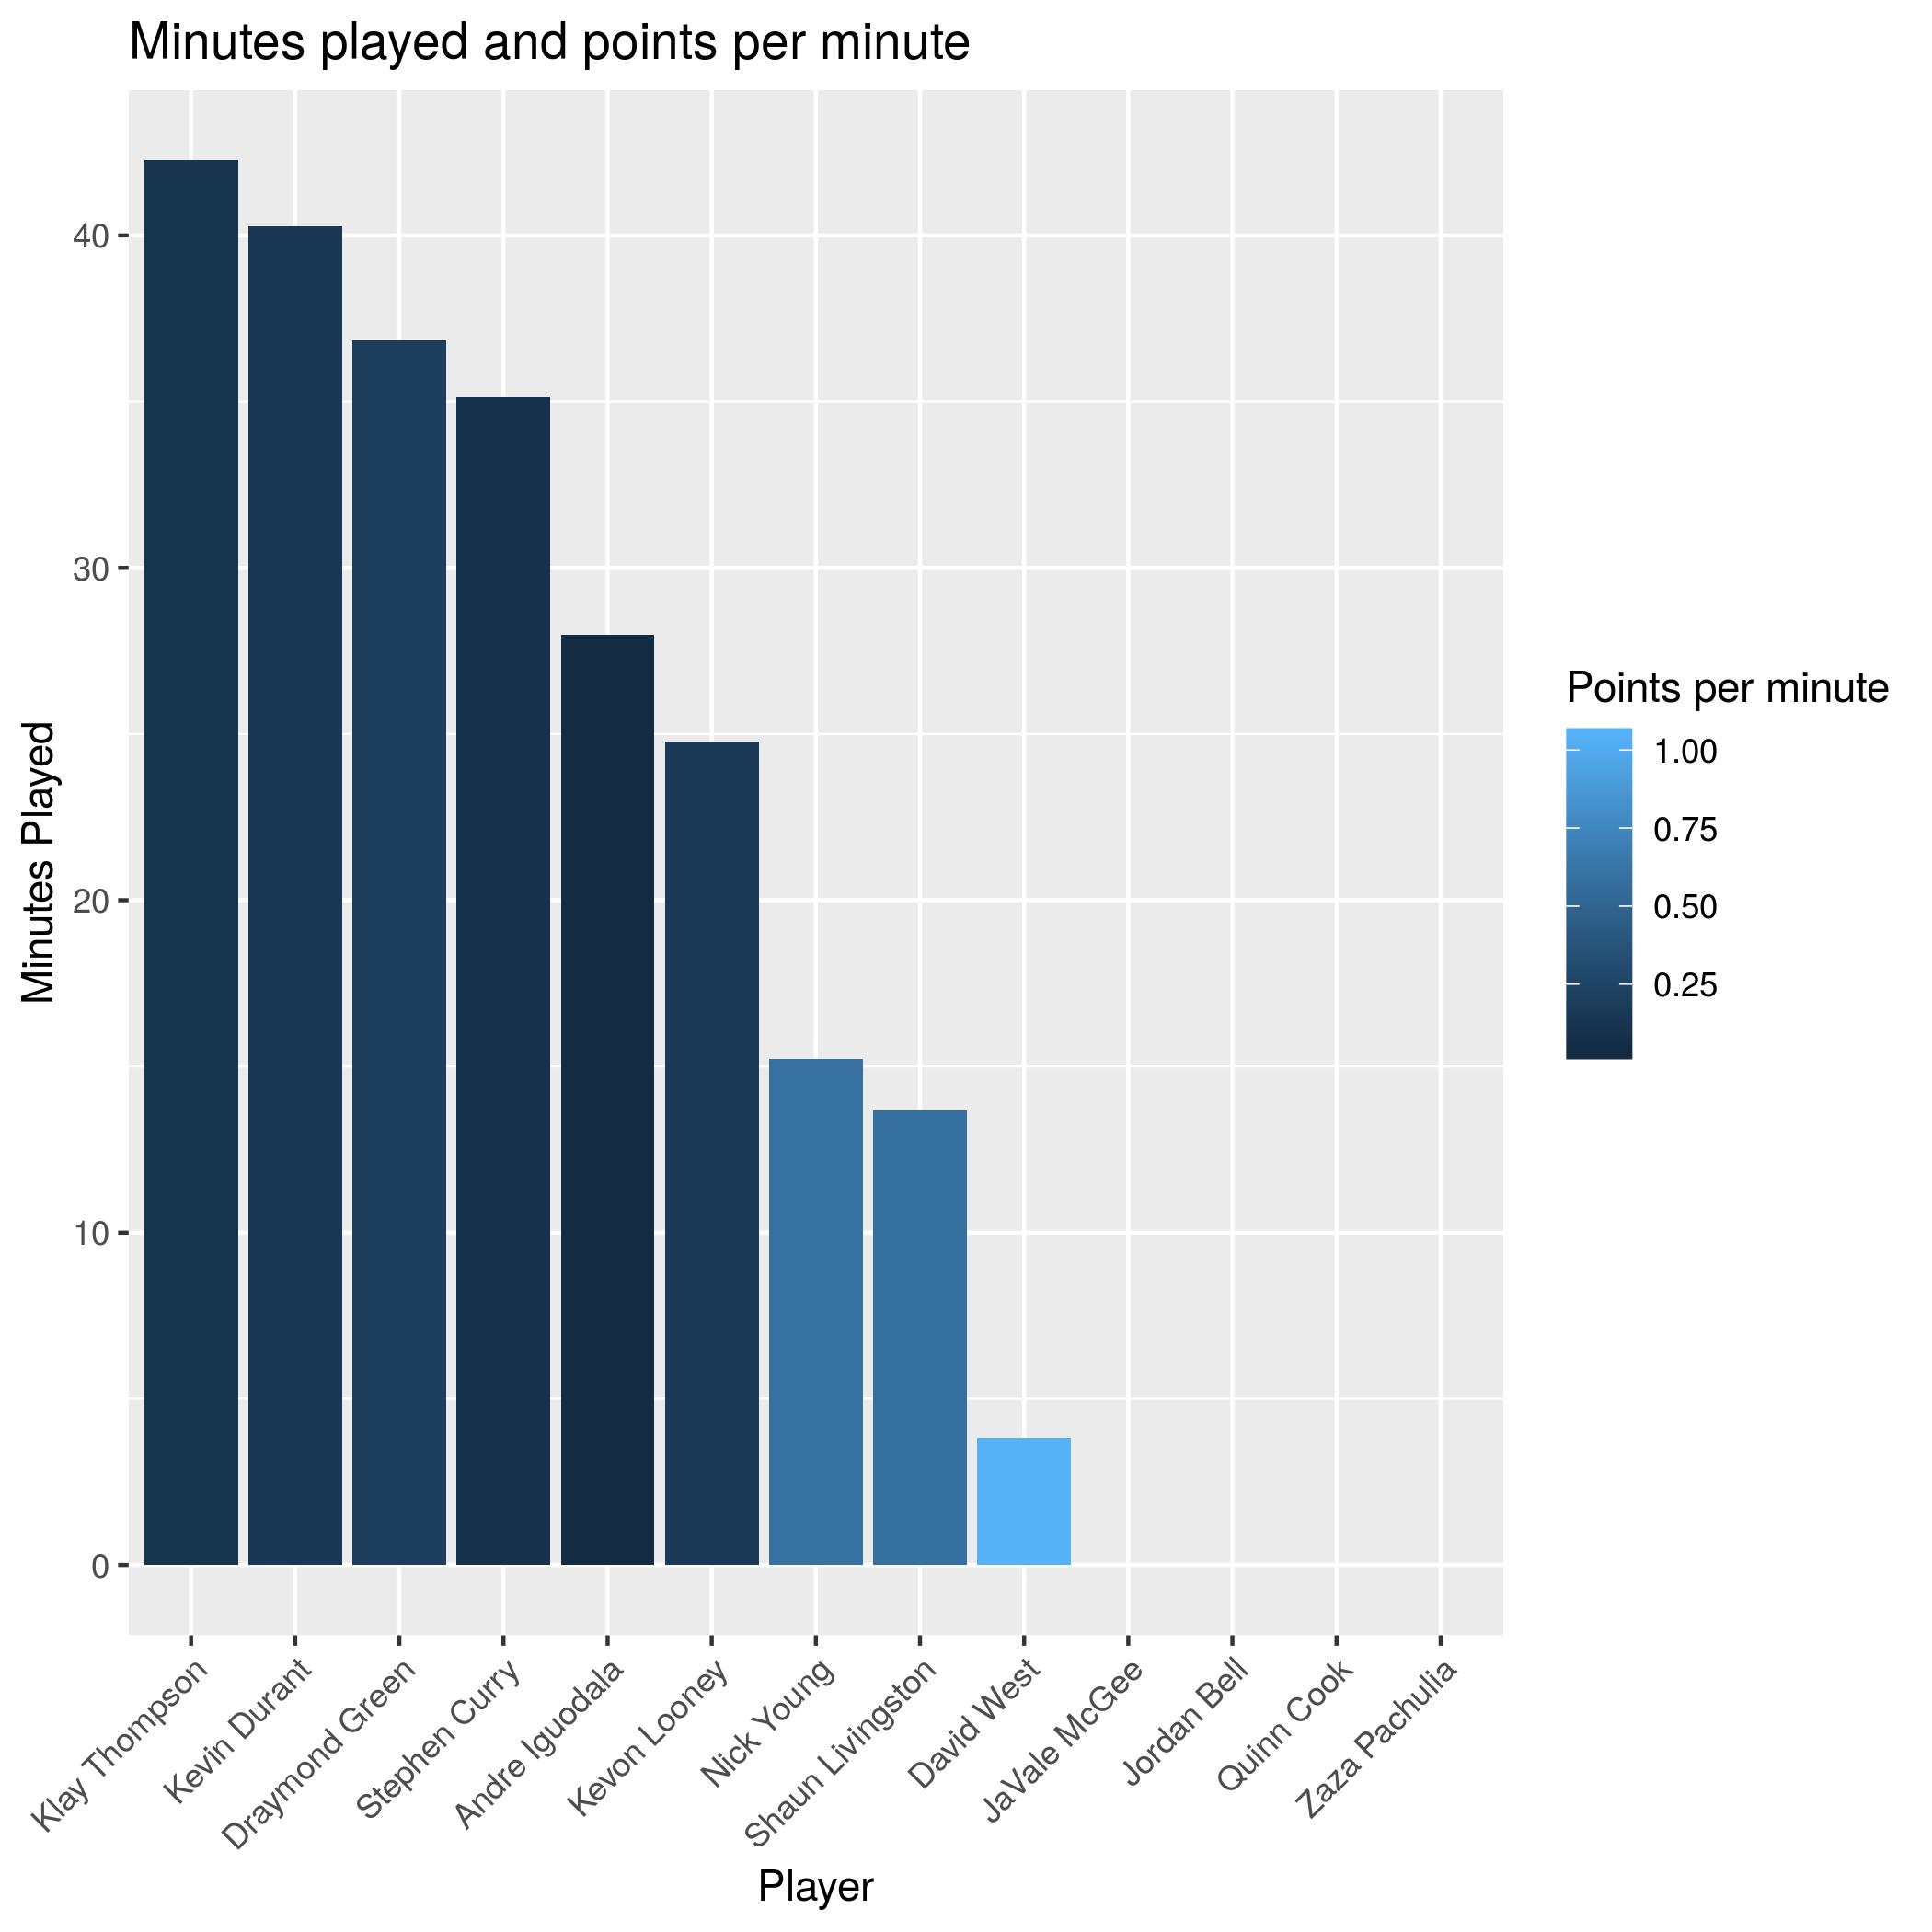 Minutes played and points per minute
Minutes Played
40
30
20
10
0
Klay Thompson
Kevin Durant
Draymond Green
Stephen Curry
Andre Iguodala
Kevon Looney
Nick Young
Shaun Livingston
David West
JaVale McGee
Jordan Bell
Quinn Cook
Zaza Pachulia
Player
Points per minute
1.00
0.75
0.50
0.25